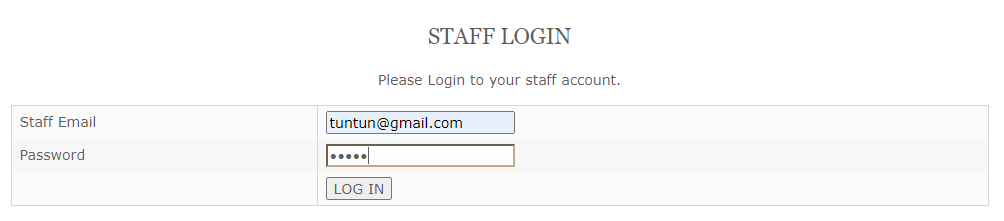 STAFF LOGIN
Please Login to your staff account.
Staff Email tuntun@gmail.com
Password •••••
LOG IN